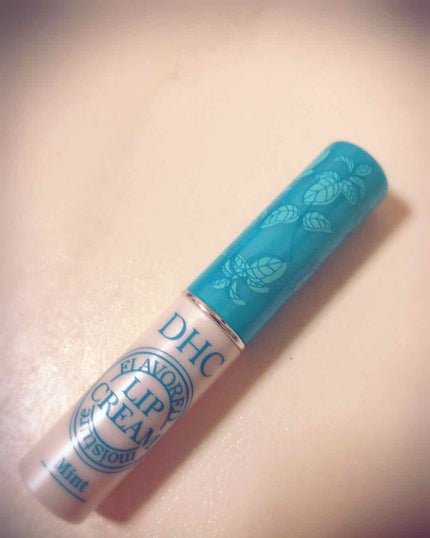 DHC
FLAVORED
LIP
CREAM
moisture
Mint